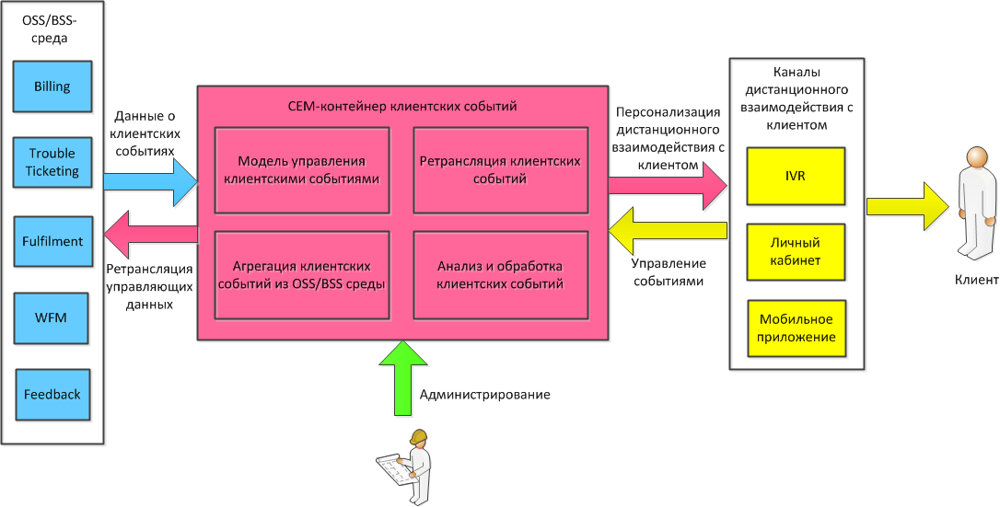 OSS/BSS-
среда
Billing
Trouble
Ticketing
Fulfilment
WFM
Feedback
Данные о
клиентских
событиях
Ретрансляция
управляющих
данных
CEM-контейнер клиентских событий
Модель управления
клиентскими событиями
Ретрансляция клиентских
событий
Агрегация клиентских
событий из OSS/BSS среды
Анализ и обработка
клиентских событий
Администрирование
Персонализация
дистанционного
взаимодействия с
клиентом
Управление
событиями
Каналы
дистанционного
взаимодействия с
клиентом
IVR
Личный
кабинет
Мобильное
приложение
Клиент